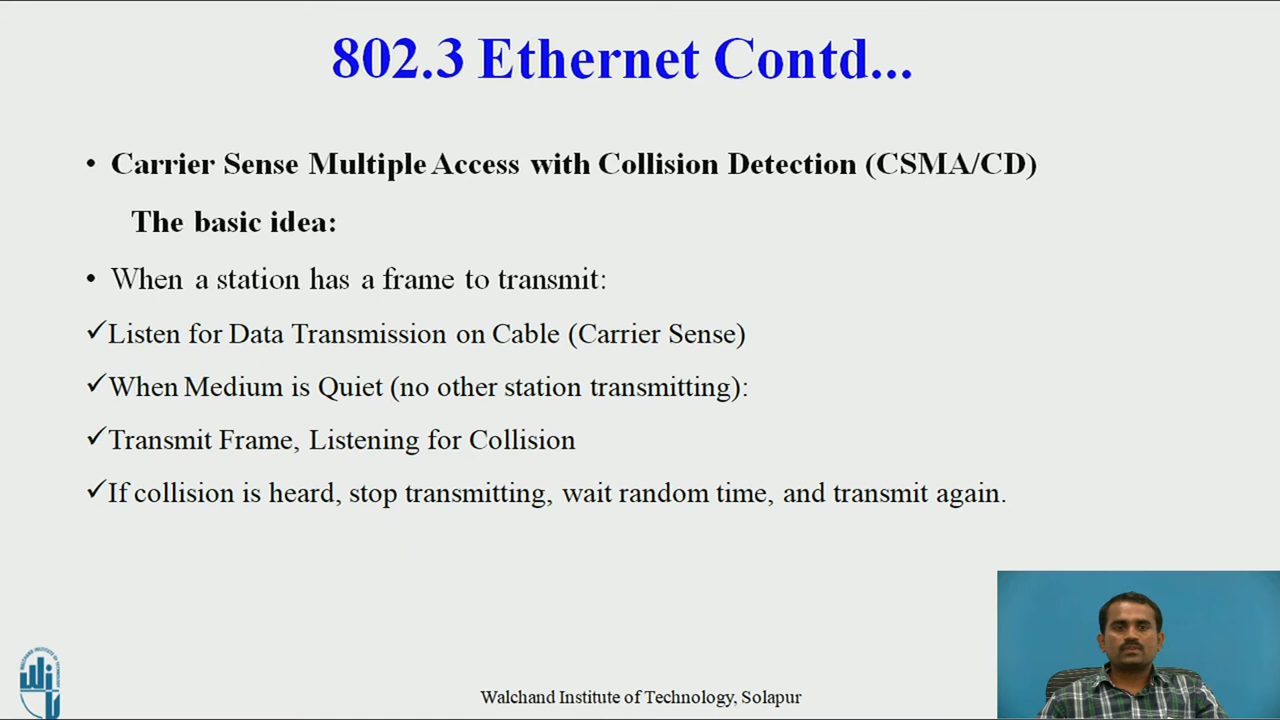 802.3 Ethernet Contd...
• Carrier Sense Multiple Access with Collision Detection (CSMA/CD)
The basic idea:
• When a station has a frame to transmit:
✓Listen for Data Transmission on Cable (Carrier Sense)
✓When Medium is Quiet (no other station transmitting):
✓Transmit Frame, Listening for Collision
✓If collision is heard, stop transmitting, wait random time, and transmit again.
Walchand Institute of Technology, Solapur